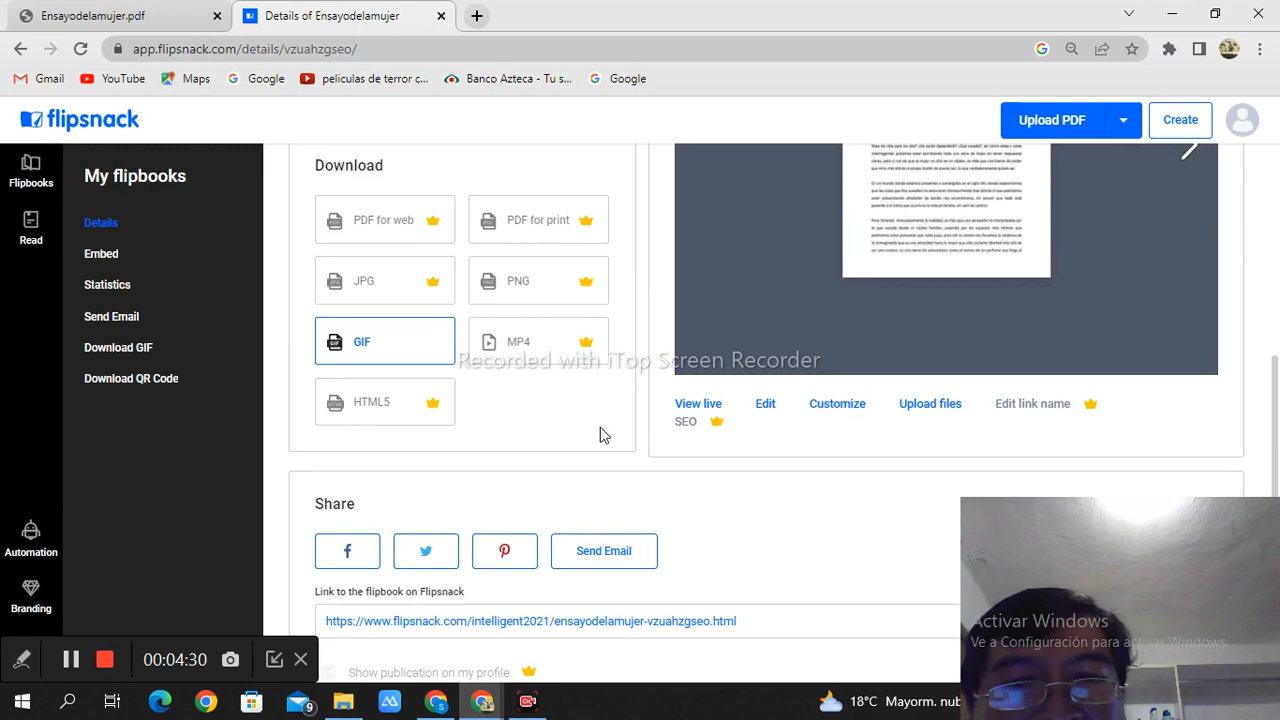 Ensayodelamujer.pdf
Details of Ensayodelamujer
app.flipsnack.com/details/vzuahzgseo/
Gmail
YouTube
Maps
Google
peliculas de terror c...
Banco Azteca - Tu s...
Google
flipsnack
Upload PDF
Create
Flipbooks
Read
Automation
Branding
My flipbooks
Details
Embed
Statistics
Send Email
Download GIF
Download QR Code
Download
PDF for web
PDF for print
JPG
PNG
GIF
MP4
HTML5
Recorded with iTop Screen Recorder
View live
Edit
Customize
Upload files
Edit link name
SEO
Share
Send Email
Link to the flipbook on Flipsnack
https://www.flipsnack.com/intelligent2021/ensayodelamujer-vzuahzgseo.html
Show publication on my profile
Activar Windows
Ve a Configuración para activar Windows.
00:04:30
9
18°C Mayorm. nub